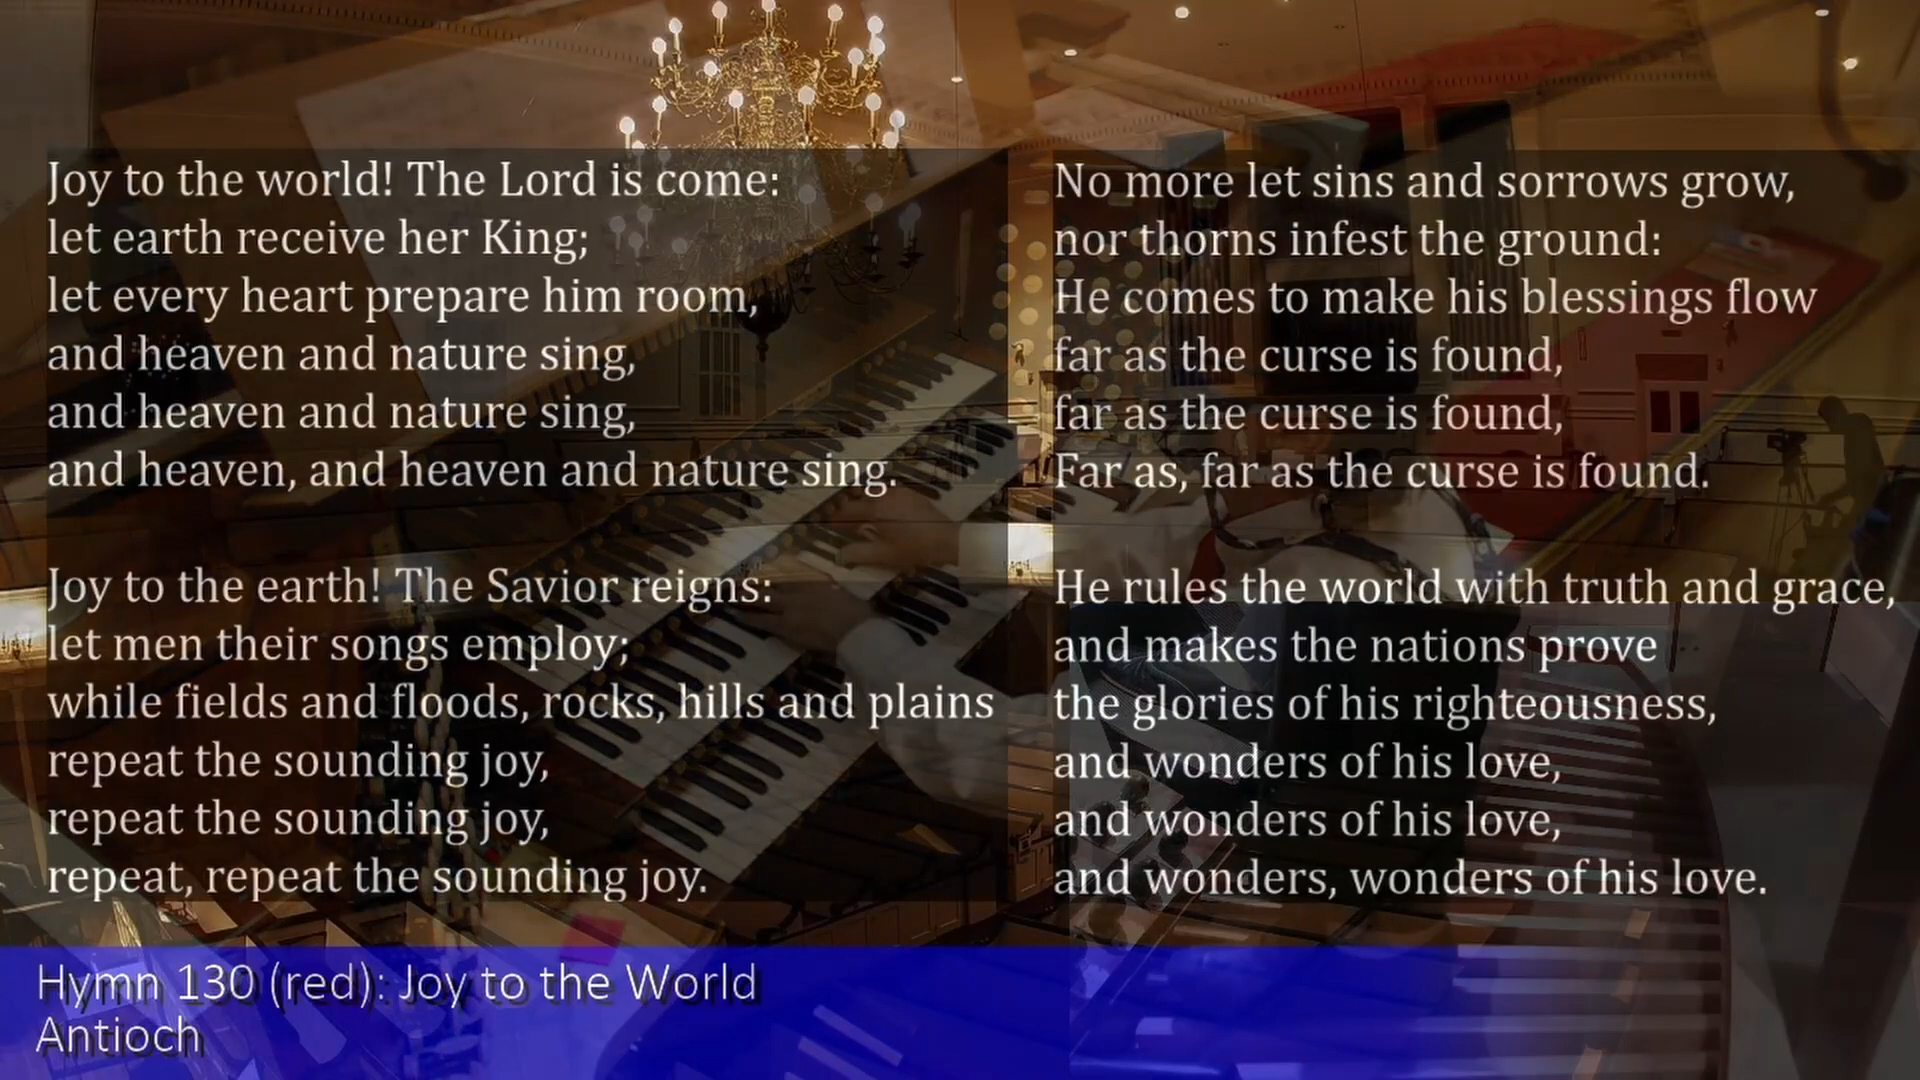 Joy to the world! The Lord is come:
let earth receive her King;
let every heart prepare him room,
and heaven and nature sing,
and heaven and nature sing,
and heaven, and heaven and nature sing.
Joy to the earth! The Savior reigns:
let men their songs employ;
while fields and floods, rocks, hills and plains
repeat the sounding joy,
repeat the sounding joy,
repeat, repeat the sounding joy.
No more let sins and sorrows grow,
nor thorns infest the ground:
He comes to make his blessings flow
far as the curse is found,
far as the curse is found,
Far as, far as the curse is found.
He rules the world with truth and grace,
and makes the nations prove
the glories of his righteousness,
and wonders of his love,
and wonders of his love,
and wonders, wonders of his love.
Hymn 130 (red): Joy to the World
Antioch